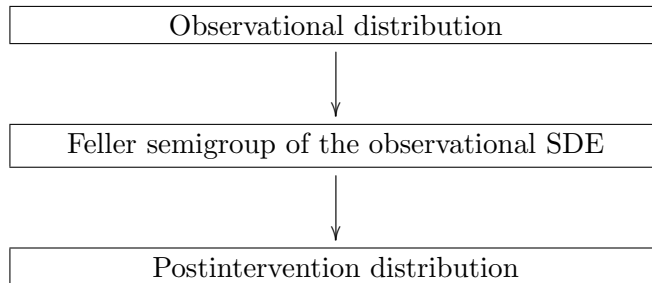 Observational distribution
Feller semigroup of the observational SDE
Postintervention distribution